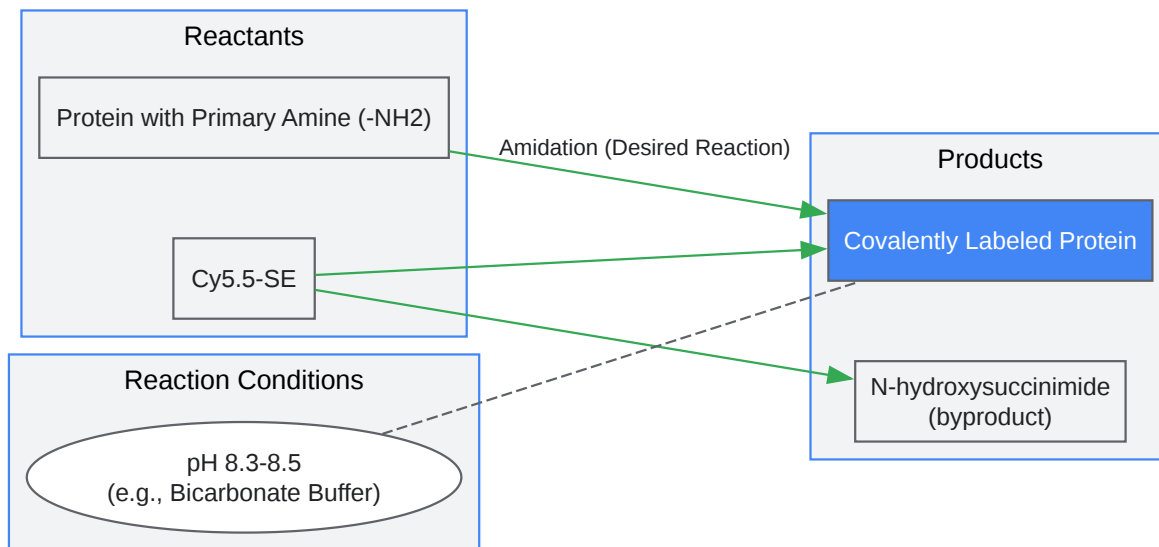 Reactants
Protein with Primary Amine (-NH2)
Amidation (Desired Reaction)
Products
Covalently Labeled Protein
Cy5.5-SE
N-hydroxysuccinimide
(byproduct)
Reaction Conditions
pH 8.3-8.5
(e.g., Bicarbonate Buffer)